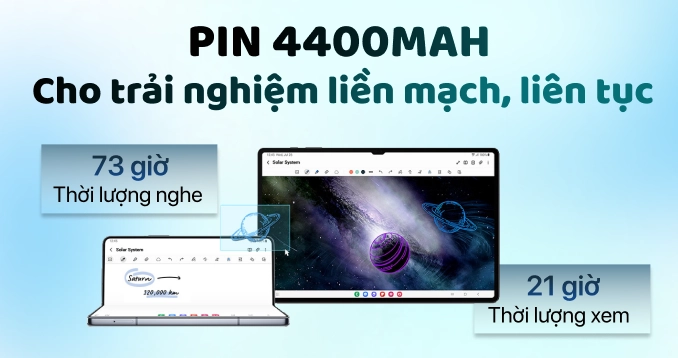 PIN 4400MAH
Cho trải nghiệm liền mạch, liên tục
73 giờ
Thời lượng nghe
Solar System
Solar System
Saturn
120,000 km
21 giờ
Thời lượng xem